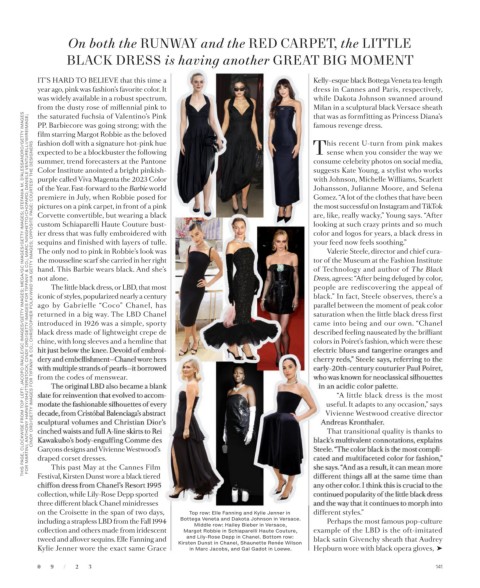 On both the RUNWAY and the RED CARPET, the LITTLE
BLACK DRESS is having another GREAT BIG MOMENT
IT'S HARD TO BELIEVE that this time a
year ago, pink was fashion's favorite color. It
was widely available in a robust spectrum,
from the dusty rose of millennial pink to
the saturated fuchsia of Valentino's Pink
PP. Barbiecore was going strong; with the
film starring Margot Robbie as the beloved
fashion doll with a signature hot-pink hue
expected to be a blockbuster the following
summer, trend forecasters at the Pantone
Color Institute anointed a bright pinkish-
purple called Viva Magenta the 2023 Color
of the Year. Fast-forward to the Barbie world
premiere in July, when Robbie posed for
pictures on a pink carpet, in front of a pink
Corvette convertible, but wearing a black
custom Schiaparelli Haute Couture bust-
ier dress that was fully embroidered with
sequins and finished with layers of tulle.
The only nod to pink in Robbie's look was
the mousseline scarf she carried in her right
hand. This Barbie wears black. And she's
not alone.
The little black dress, or LBD, that most
iconic of styles, popularized nearly a century
ago by Gabrielle "Coco" Chanel, has
returned in a big way. The LBD Chanel
introduced in 1926 was a simple, sporty
black dress made of lightweight crepe de
chine, with long sleeves and a hemline that
hit just below the knee. Devoid of embroi-
dery and embellishment—Chanel wore hers
with multiple strands of pearls—it borrowed
from the codes of menswear.
The original LBD also became a blank
slate for reinvention that evolved to accom-
modate the fashionable silhouettes of every
decade, from Cristóbal Balenciaga's abstract
sculptural volumes and Christian Dior's
cinched waists and full A-line skirts to Rei
Kawakubo's body-engulfing Comme des
Garçons designs and Vivienne Westwood's
draped corset dresses.
This past May at the Cannes Film
Festival, Kirsten Dunst wore a black tiered
chiffon dress from Chanel's Resort 1995
collection, while Lily-Rose Depp sported
three different black Chanel minidresses
on the Croisette in the span of two days,
including a strapless LBD from the Fall 1994
collection and others made from iridescent
tweed and allover sequins. Elle Fanning and
Kylie Jenner wore the exact same Grace
Top row: Elle Fanning and Kylie Jenner in
Bottega Veneta and Dakota Johnson in Versace.
Middle row: Hailey Bieber in Versace,
Margot Robbie in Schiaparelli Haute Couture,
and Lily-Rose Depp in Chanel. Bottom row:
Kirsten Dunst in Chanel, Shaunette Renée Wilson
in Marc Jacobs, and Gal Gadot in Loewe.
Kelly-esque black Bottega Veneta tea-length
dress in Cannes and Paris, respectively,
while Dakota Johnson swanned around
Milan in a sculptural black Versace sheath
that was as formfitting as Princess Diana's
famous revenge dress.
This recent U-turn from pink makes
sense when you consider the way we
consume celebrity photos on social media,
suggests Kate Young, a stylist who works
with Johnson, Michelle Williams, Scarlett
Johansson, Julianne Moore, and Selena
Gomez. "A lot of the clothes that have been
the most successful on Instagram and TikTok
are, like, really wacky," Young says. "After
looking at such crazy prints and so much
color and logos for years, a black dress in
your feed now feels soothing."
Valerie Steele, director and chief cura-
tor of the Museum at the Fashion Institute
of Technology and author of The Black
Dress, agrees: "After being deluged by color,
people are rediscovering the appeal of
black." In fact, Steele observes, there's a
parallel between the moment of peak color
saturation when the little black dress first
came into being and our own. "Chanel
described feeling nauseated by the brilliant
colors in Poiret's fashion, which were these
electric blues and tangerine oranges and
cherry reds," Steele says, referring to the
early-20th-century couturier Paul Poiret,
who was known for neoclassical silhouettes
in an acidic color palette.
"A little black dress is the most
useful. It adapts to any occasion," says
Vivienne Westwood creative director
Andreas Kronthaler.
That transitional quality is thanks to
black's multivalent connotations, explains
Steele. "The color black is the most compli-
cated and multifaceted color for fashion,"
she says. "And as a result, it can mean more
different things all at the same time than
any other color. I think this is crucial to the
continued popularity of the little black dress
and the way that it continues to morph into
different styles."
Perhaps the most famous pop-culture
example of the LBD is the oft-imitated
black satin Givenchy sheath that Audrey
Hepburn wore with black opera gloves, ➤
09 23
141